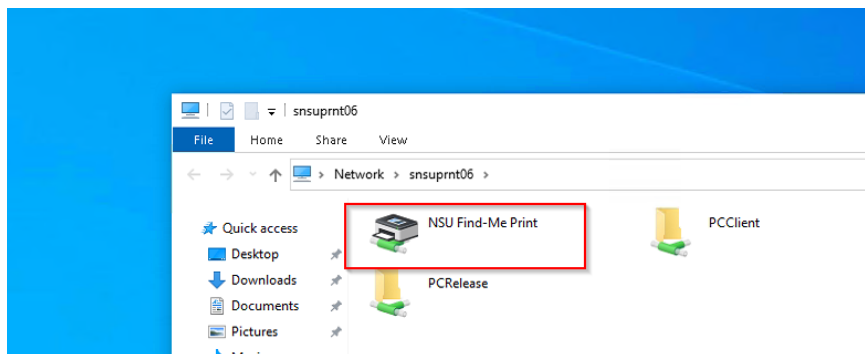 snsuprnt06
File Home Share View
Network > snsuprnt06 >
Quick access
Desktop
Downloads
Documents
Pictures
NSU Find-Me Print
PCClient
PCRelease